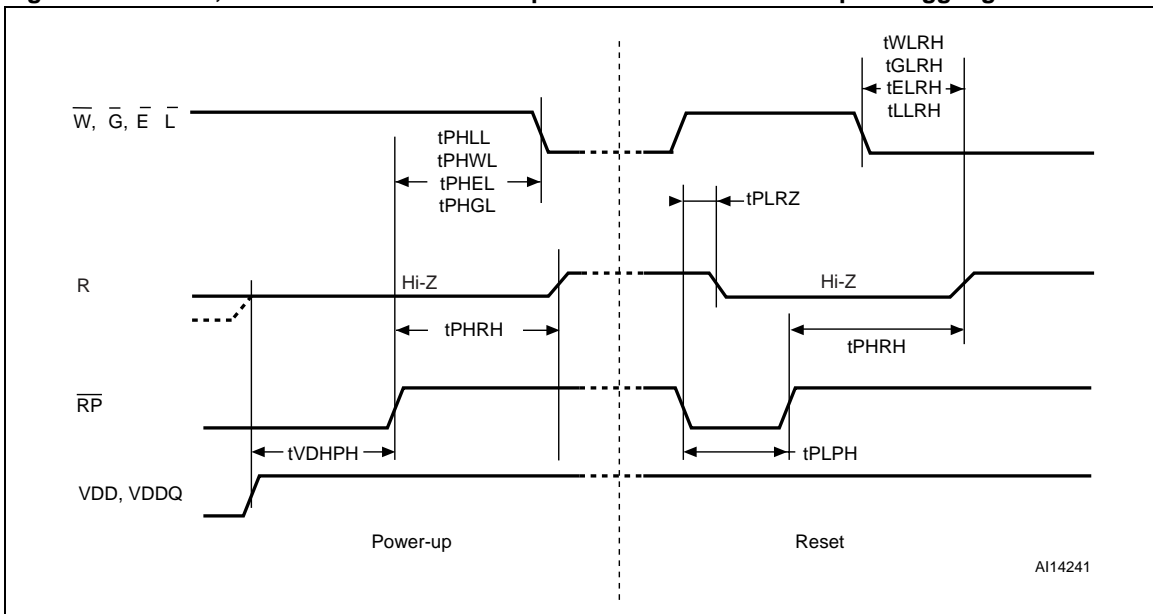 W, G, E L
tPHLL
tPHWL
tPHEL
tPHGL
tWLRH
tGLRH
tELRH
tLLRH
tPLRZ
R
Hi-Z
Hi-Z
tPHRH
tPHRH
RP
tVDHPH
tPLPH
VDD, VDDQ
Power-up
Reset
AI14241